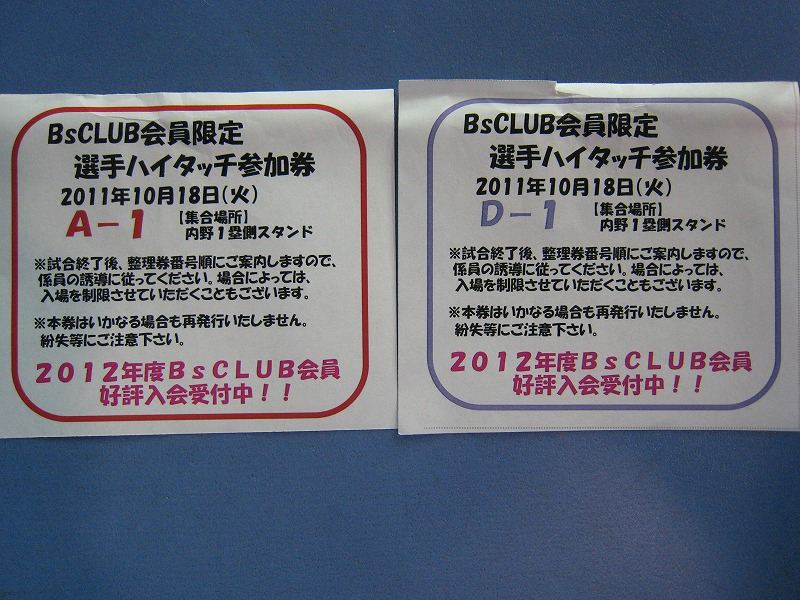 BsCLUB会員限定
選手ハイタッチ参加券
2011年10月18日(火)
A-1
【集合場所】
内野1塁側スタンド
※試合終了後、整理券番号順にご案内しますので、
係員の誘導に従ってください。場合によっては、
入場を制限させていただくこともございます。
※本券はいかなる場合も再発行いたしません。
紛失等にご注意下さい。
2012年度BsCLUB会員
好評入会受付中!!
BsCLUB会員限定
選手ハイタッチ参加券
2011年10月18日(火)
D-1
【集合場所】
内野1塁側スタンド
※試合終了後、整理券番号順にご案内しますので、
係員の誘導に従ってください。場合によっては、
入場を制限させていただくこともございます。
※本券はいかなる場合も再発行いたしません。
紛失等にご注意下さい。
2012年度BsCLUB会員
好評入会受付中!!